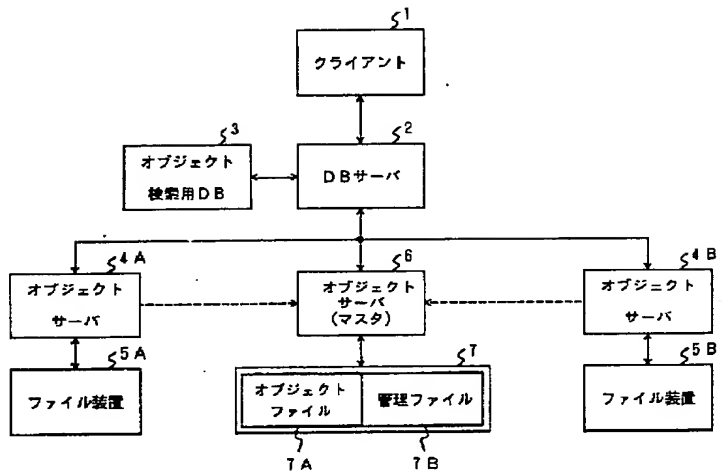 1
クライアント
3
2
オブジェクト
検索用DB
DBサーバ
4A
6
4B
オブジェクト
サーバ
オブジェクト
サーバ
(マスタ)
オブジェクト
サーバ
5A
7
5B
ファイル装置
オブジェクト
ファイル
管理ファイル
ファイル装置
7A
7B